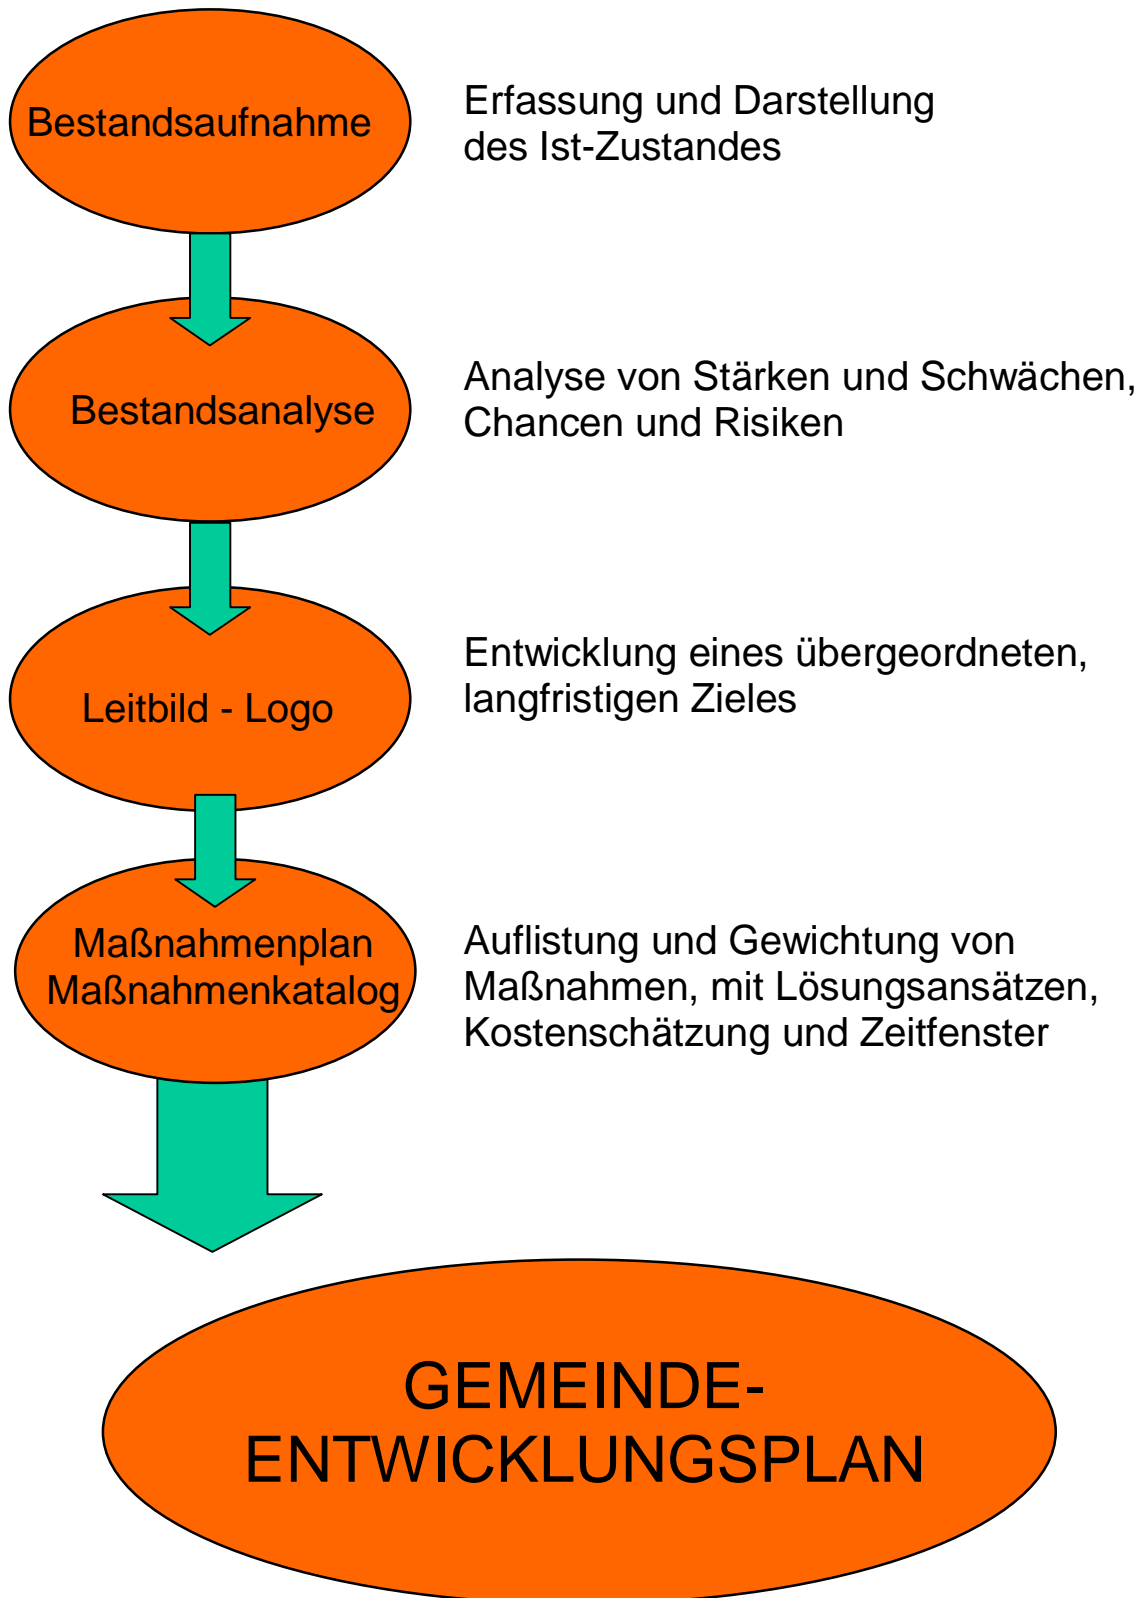 Bestandsaufnahme
Erfassung und Darstellung
des Ist-Zustandes
Bestandsanalyse
Analyse von Stärken und Schwächen,
Chancen und Risiken
Leitbild - Logo
Entwicklung eines übergeordneten,
langfristigen Zieles
Maßnahmenplan
Maßnahmenkatalog
Auflistung und Gewichtung von
Maßnahmen, mit Lösungsansätzen,
Kostenschätzung und Zeitfenster
GEMEINDE-
ENTWICKLUNGSPLAN